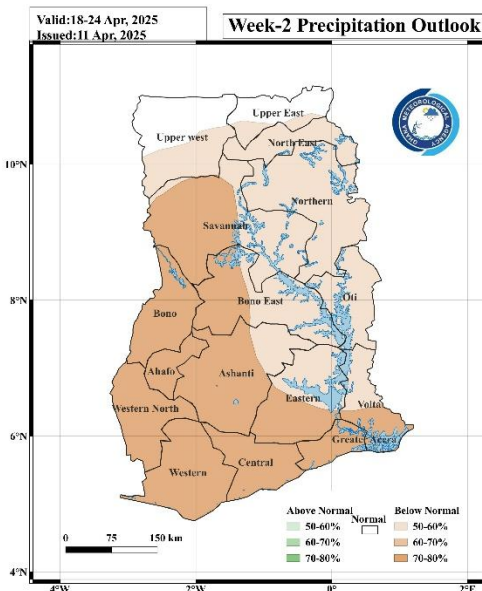 Valid:18-24 Apr, 2025
Issued:11 Apr, 2025
Week-2 Precipitation Outlook
Upper East
Upper west
North East
10°N
GHANA METEOROLOGICAL AGENCY
Northern
Savannah
8°N
Bono East
Oti
Bono
Ahafo
Ashanti
Eastern
Volta
Western North
6°N
Greater Accra
Central
Western
Above Normal
Normal
Below Normal
50-60%
60-70%
70-80%
50-60%
60-70%
70-80%
0 75 150 km
4°N
4°W
2°W
0°